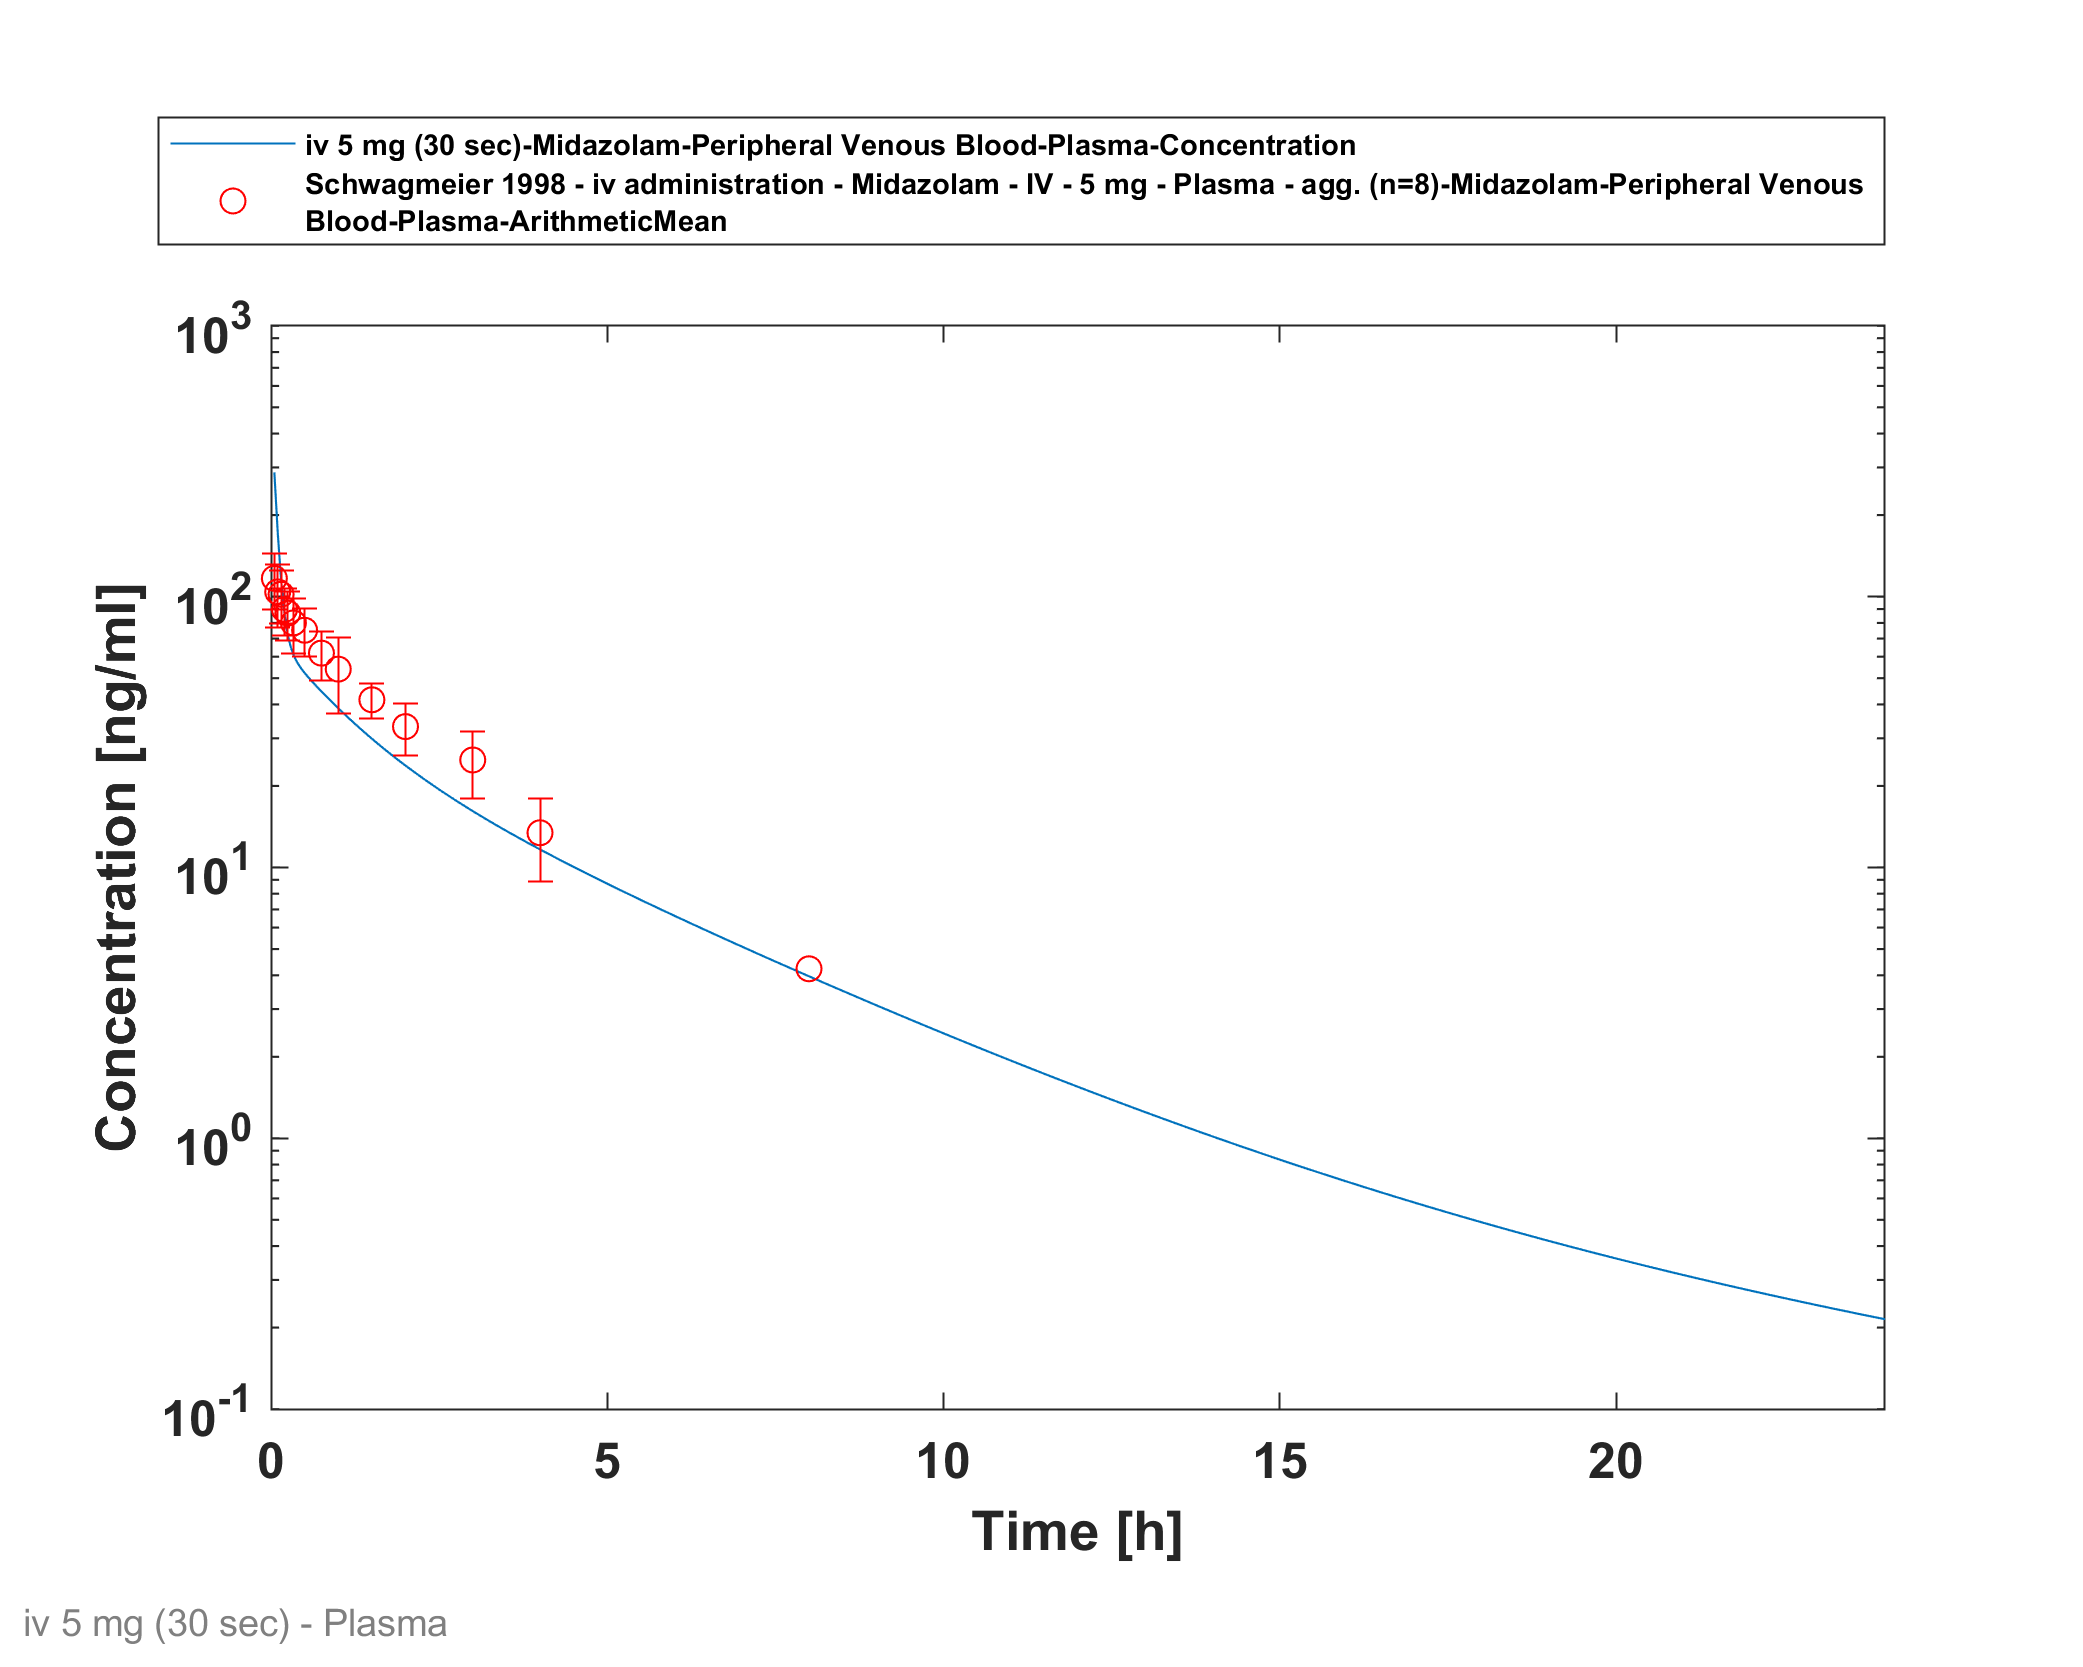 iv 5 mg (30 sec)-Midazolam-Peripheral Venous Blood-Plasma-Concentration
Schwagmeier 1998 - iv administration - Midazolam - IV - 5 mg - Plasma - agg. (n=8)-Midazolam-Peripheral Venous
Blood-Plasma-ArithmeticMean
10^3
10^2
10^1
10^0
10^-1
Concentration [ng/ml]
0 5 10 15 20
Time [h]
iv 5 mg (30 sec) - Plasma